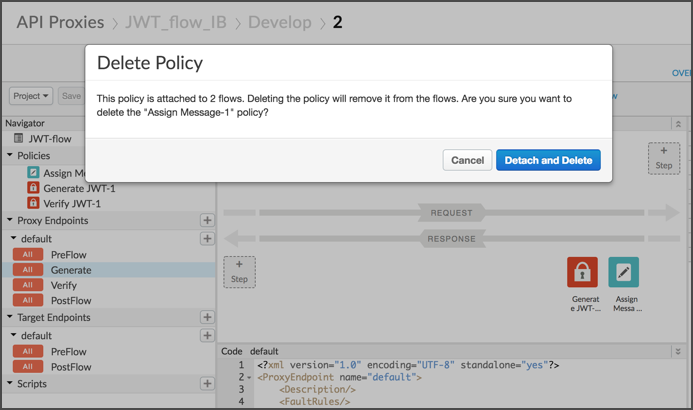 API Proxies > JWT_flow_IB > Develop > 2
Delete Policy
This policy is attached to 2 flows. Deleting the policy will remove it from the flows. Are you sure you want to
delete the "Assign Message-1" policy?
Cancel
Detach and Delete
OVER
Project
Save
Navigator
JWT-flow
Policies
Assign M
Generate JWT-1
Verify JWT-1
Proxy Endpoints
+
default
+
All PreFlow
All Generate
All Verify
All PostFlow
Target Endpoints
+
default
+
All PreFlow
All PostFlow
Scripts
+
+
Step
REQUEST
RESPONSE
+
Step
Generat
e JWT-...
Assign
Messa ...
Code default
1 <?xml version="1.0" encoding="UTF-8" standalone="yes"?>
2 <ProxyEndpoint name="default">
3 <Description/>
4 <FaultRules/>